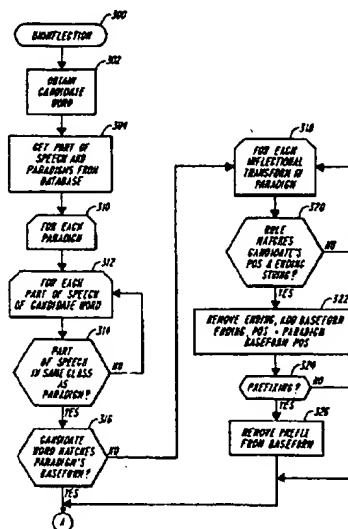 300
UNINFLECTION
302
OBTAIN
CANDIDATE
WORD
304
GET PART OF
SPEECH AND
PARADIGMS FROM
DATABASE
310
FOR EACH
PARADIGM
312
FOR EACH
PART OF SPEECH
OF CANDIDATE WORD
314
PART
OF SPEECH
IN SAME CLASS
AS
PARADIGM?
NO
YES
316
CANDIDATE
WORD MATCHES
PARADIGM'S
BASEFORM?
NO
YES
A
318
FOR EACH
INFLECTIONAL
TRANSFORM IN
PARADIGM
320
RULE
MATCHES
CANDIDATE'S
POS & ENDING
STRING?
NO
YES
322
REMOVE ENDING, ADD BASEFORM
ENDING, POS = PARADIGM
BASEFORM POS
324
PREFIXING?
NO
YES
326
REMOVE PREFIX
FROM BASEFORM